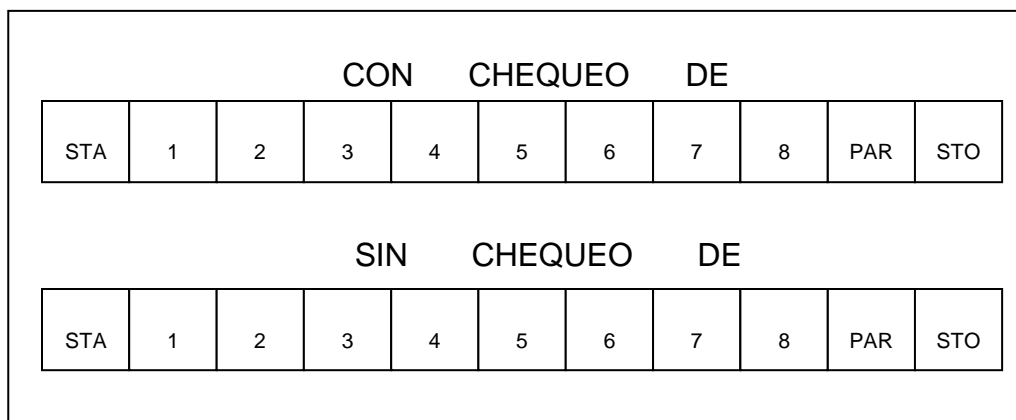 CON CHEQUEO DE
STA 1 2 3 4 5 6 7 8 PAR STO
SIN CHEQUEO DE
STA 1 2 3 4 5 6 7 8 PAR STO